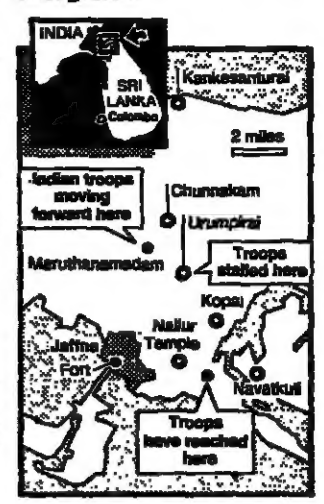 INDIA
SRI
LANKA
Colombo
Kankesanturai
2 miles
Indian troops
moving
forward here
Chunnakam
Urumpirai
Maruthanamadam
Troops
stalled here
Kopai
Nallur
Temple
Jaffna
Fort
Navatkuli
Troops
have reached
here